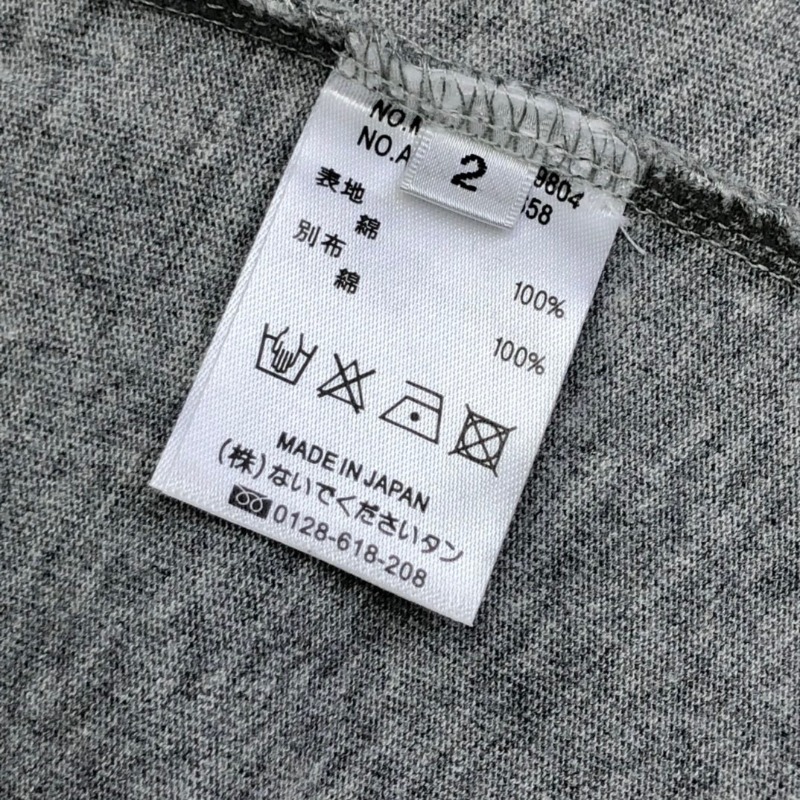 NO.M
NO.A
2
9804
358
表地
綿
100%
別布
綿
100%
MADE IN JAPAN
(株)ないでくださいタン
0128-618-208